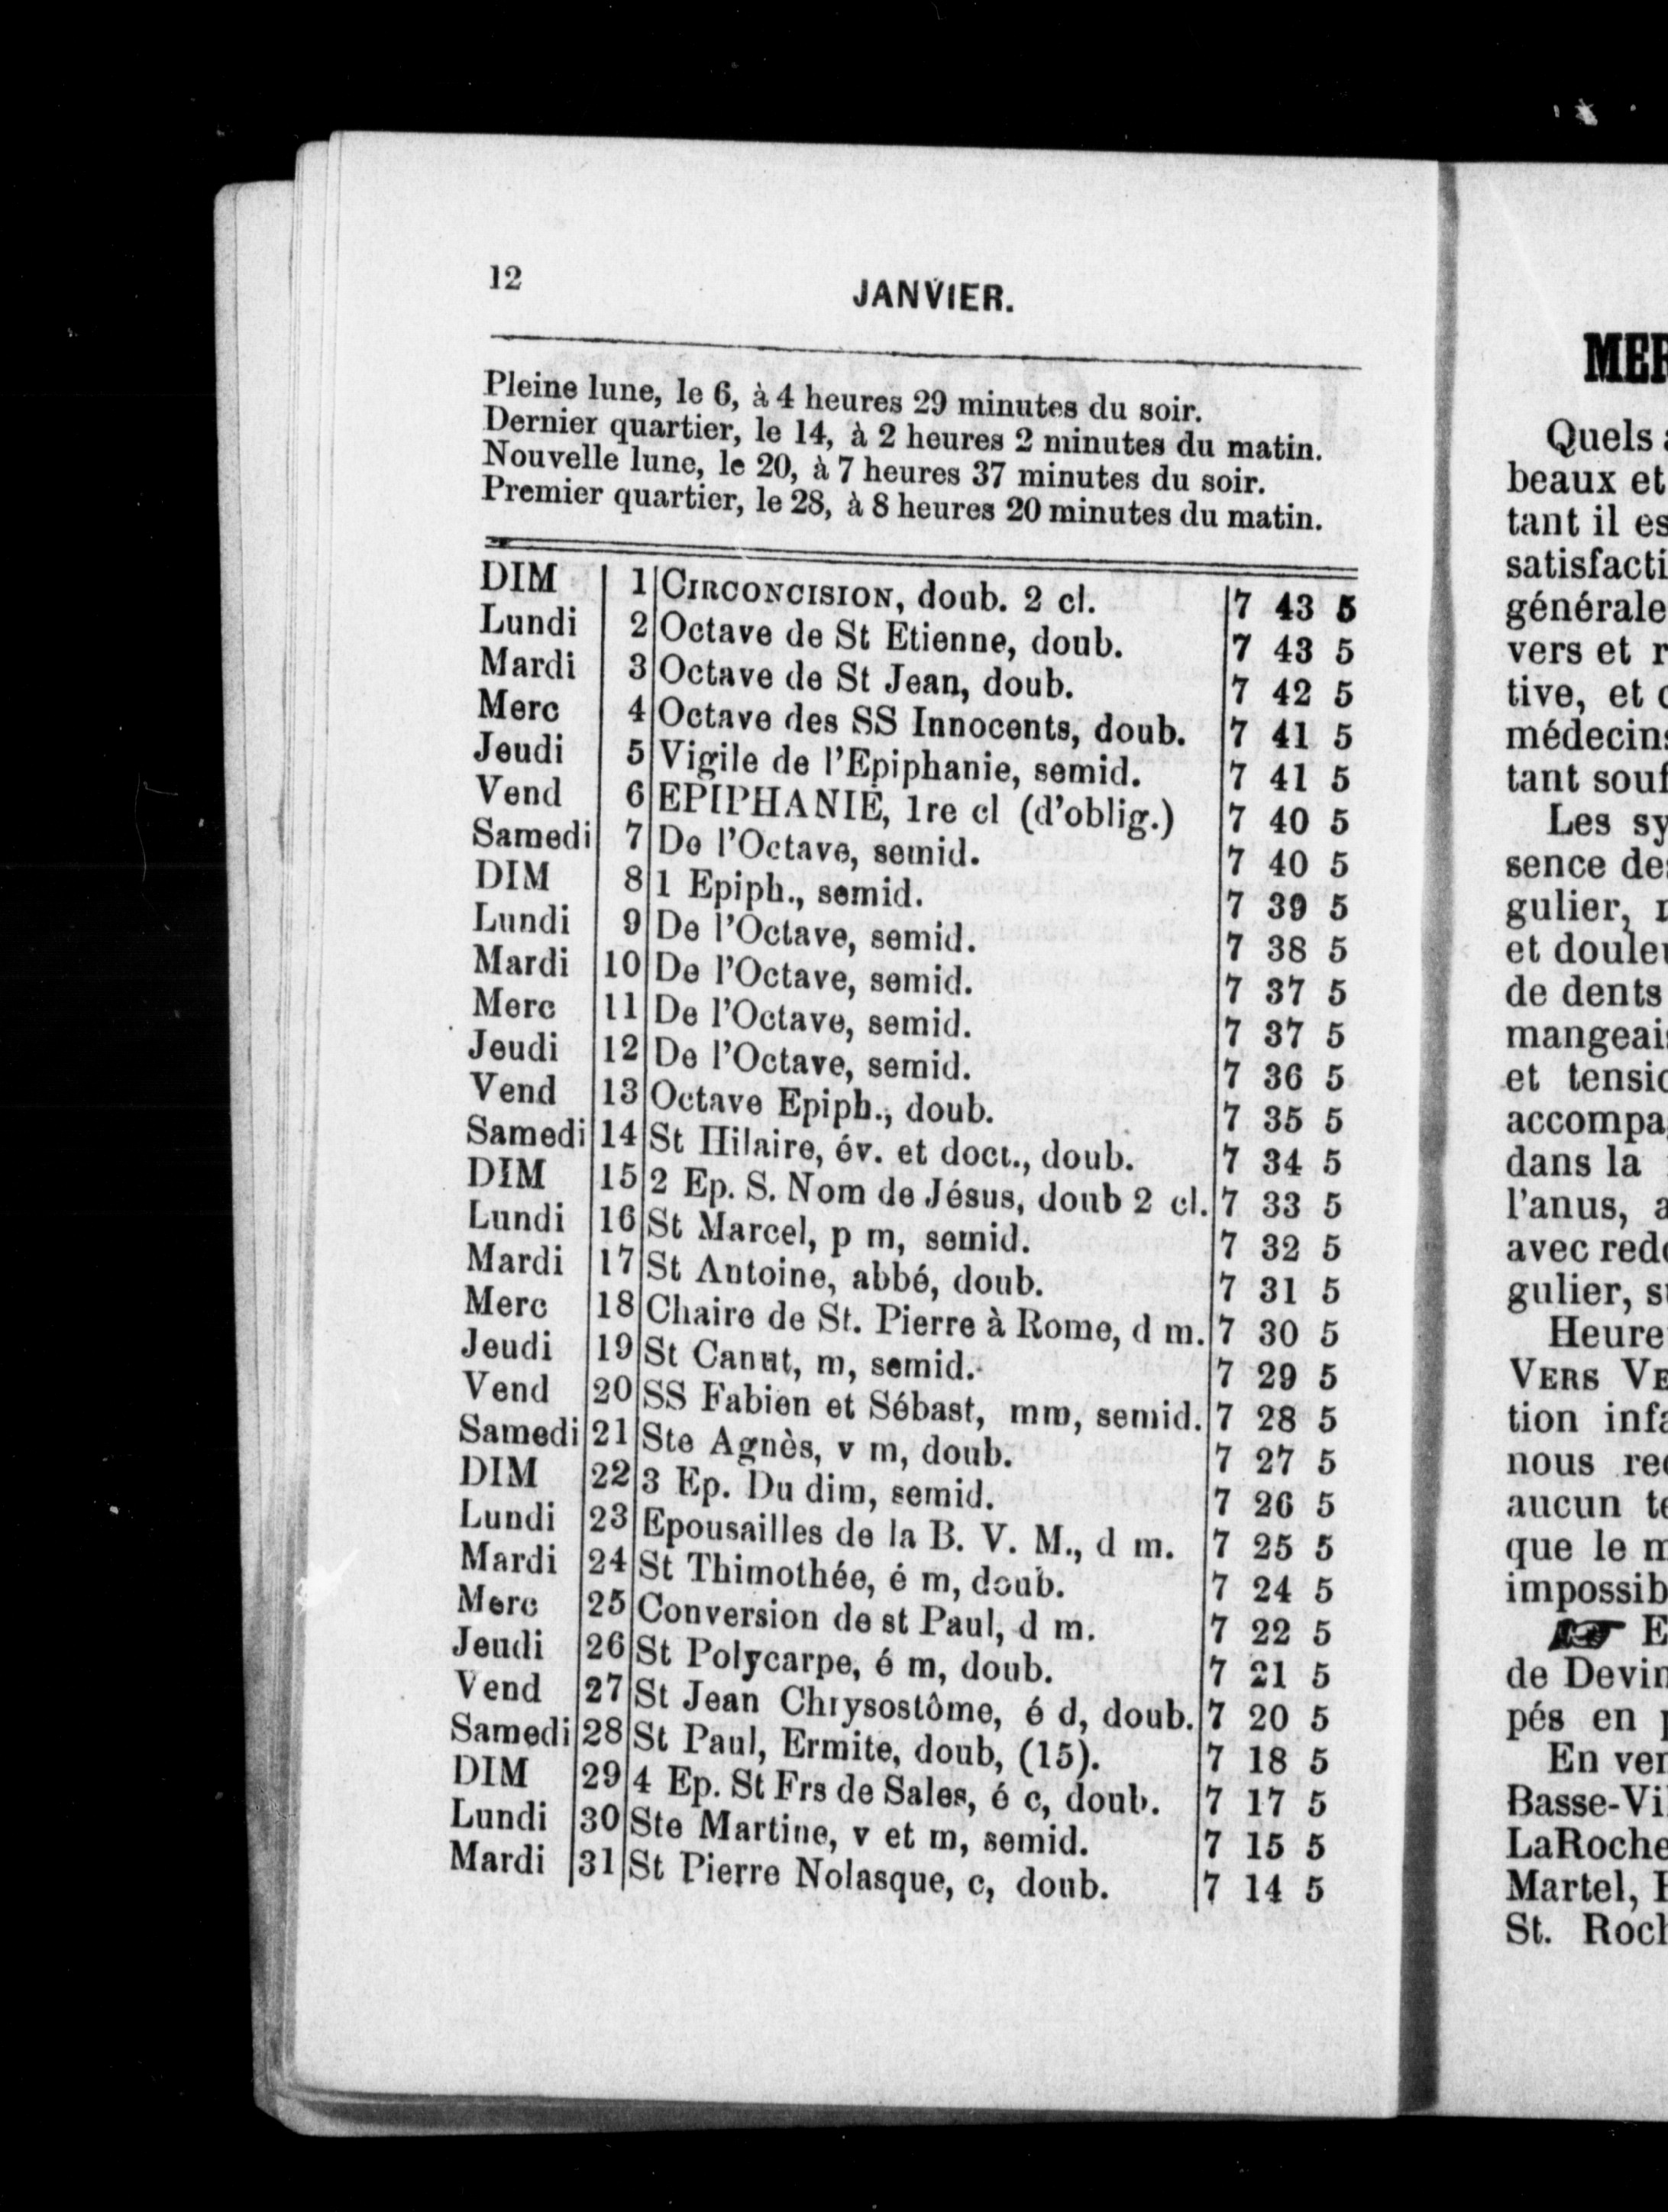 12
JANVIER.
Pleine lune, le 6, à 4 heures 29 minutes du soir.
Dernier quartier, le 14, à 2 heures 2 minutes du matin.
Nouvelle lune, le 20, à 7 heures 37 minutes du soir.
Premier quartier, le 28, à 8 heures 20 minutes du matin.
DIM 1 CIRCONCISION, doub. 2 cl. 7 43 5
Lundi 2 Octave de St Etienne, doub. 7 43 5
Mardi 3 Octave de St Jean, doub. 7 42 5
Merc 4 Octave des SS Innocents, doub. 7 41 5
Jeudi 5 Vigile de l'Epiphanie, semid. 7 41 5
Vend 6 EPIPHANIE, 1re cl (d'oblig.) 7 40 5
Samedi 7 De l'Octave, semid. 7 40 5
DIM 8 1 Epiph., semid. 7 39 5
Lundi 9 De l'Octave, semid. 7 38 5
Mardi 10 De l'Octave, semid. 7 37 5
Merc 11 De l'Octave, semid. 7 37 5
Jeudi 12 De l'Octave, semid. 7 36 5
Vend 13 Octave Epiph., doub. 7 35 5
Samedi 14 St Hilaire, év. et doct., doub. 7 34 5
DIM 15 2 Ep. S. Nom de Jésus, doub 2 cl. 7 33 5
Lundi 16 St Marcel, p m, semid. 7 32 5
Mardi 17 St Antoine, abbé, doub. 7 31 5
Merc 18 Chaire de St. Pierre à Rome, d m. 7 30 5
Jeudi 19 St Canut, m, semid. 7 29 5
Vend 20 SS Fabien et Sébast, mm, semid. 7 28 5
Samedi 21 Ste Agnès, v m, doub. 7 27 5
DIM 22 3 Ep. Du dim, semid. 7 26 5
Lundi 23 Epousailles de la B. V. M., d m. 7 25 5
Mardi 24 St Thimothée, é m, doub. 7 24 5
Merc 25 Conversion de st Paul, d m. 7 22 5
Jeudi 26 St Polycarpe, é m, doub. 7 21 5
Vend 27 St Jean Chrysostôme, é d, doub. 7 20 5
Samedi 28 St Paul, Ermite, doub, (15). 7 18 5
DIM 29 4 Ep. St Frs de Sales, é c, doub. 7 17 5
Lundi 30 Ste Martine, v et m, semid. 7 15 5
Mardi 31 St Pierre Nolasque, c, doub. 7 14 5
MER
Quels
beaux et
tant il es
satisfacti
générale
vers et r
tive, et
médecins
tant souf
Les sy
sence des
gulier,
et douleu
de dents
mangeais
et tensio
accompa
dans la
l'anus, a
avec redo
gulier, su
Heure
VERS VE
tion infa
nous rec
aucun te
que le m
impossib
☞ E
de Devin
pés en
En ven
Basse-Vil
LaRoche
Martel,
St. Roch